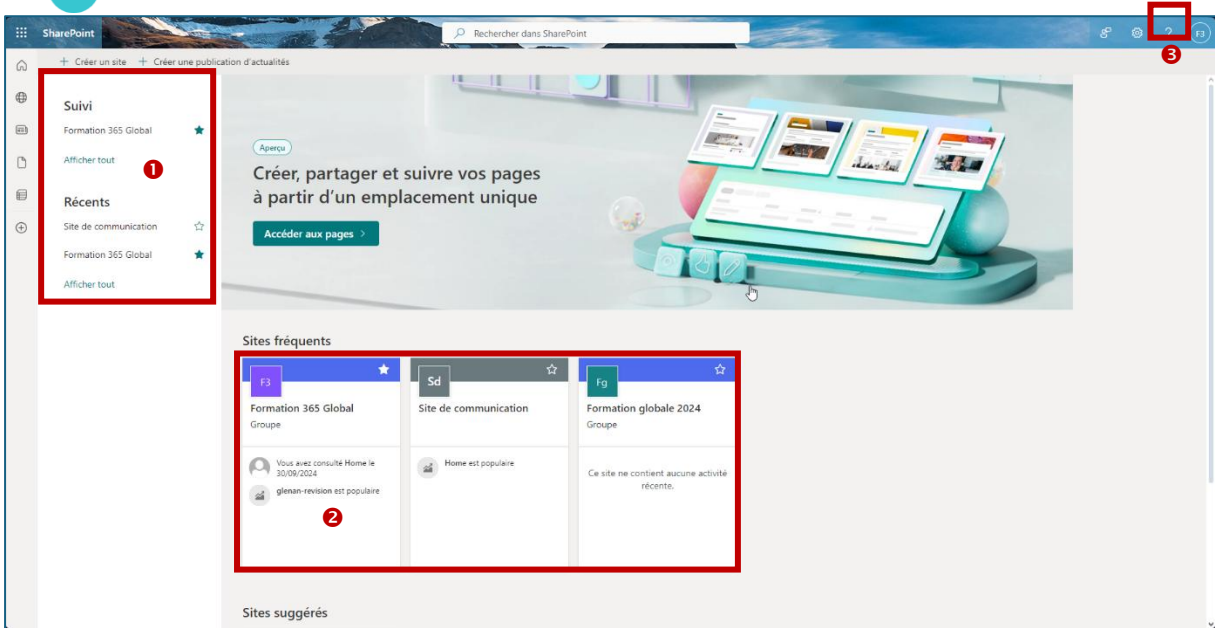 SharePoint
Rechercher dans SharePoint
?
F3
❸
+ Créer un site + Créer une publication d'actualités
Suivi
Formation 365 Global
Afficher tout
❶
Récents
Site de communication
Formation 365 Global
Afficher tout
Aperçu
Créer, partager et suivre vos pages
à partir d'un emplacement unique
Accéder aux pages >
Sites fréquents
F3
Formation 365 Global
Groupe
Vous avez consulté Home le
30/09/2024
glenan-revision est populaire
❷
Sd
Site de communication
Home est populaire
Fg
Formation globale 2024
Groupe
Ce site ne contient aucune activité
récente.
Sites suggérés